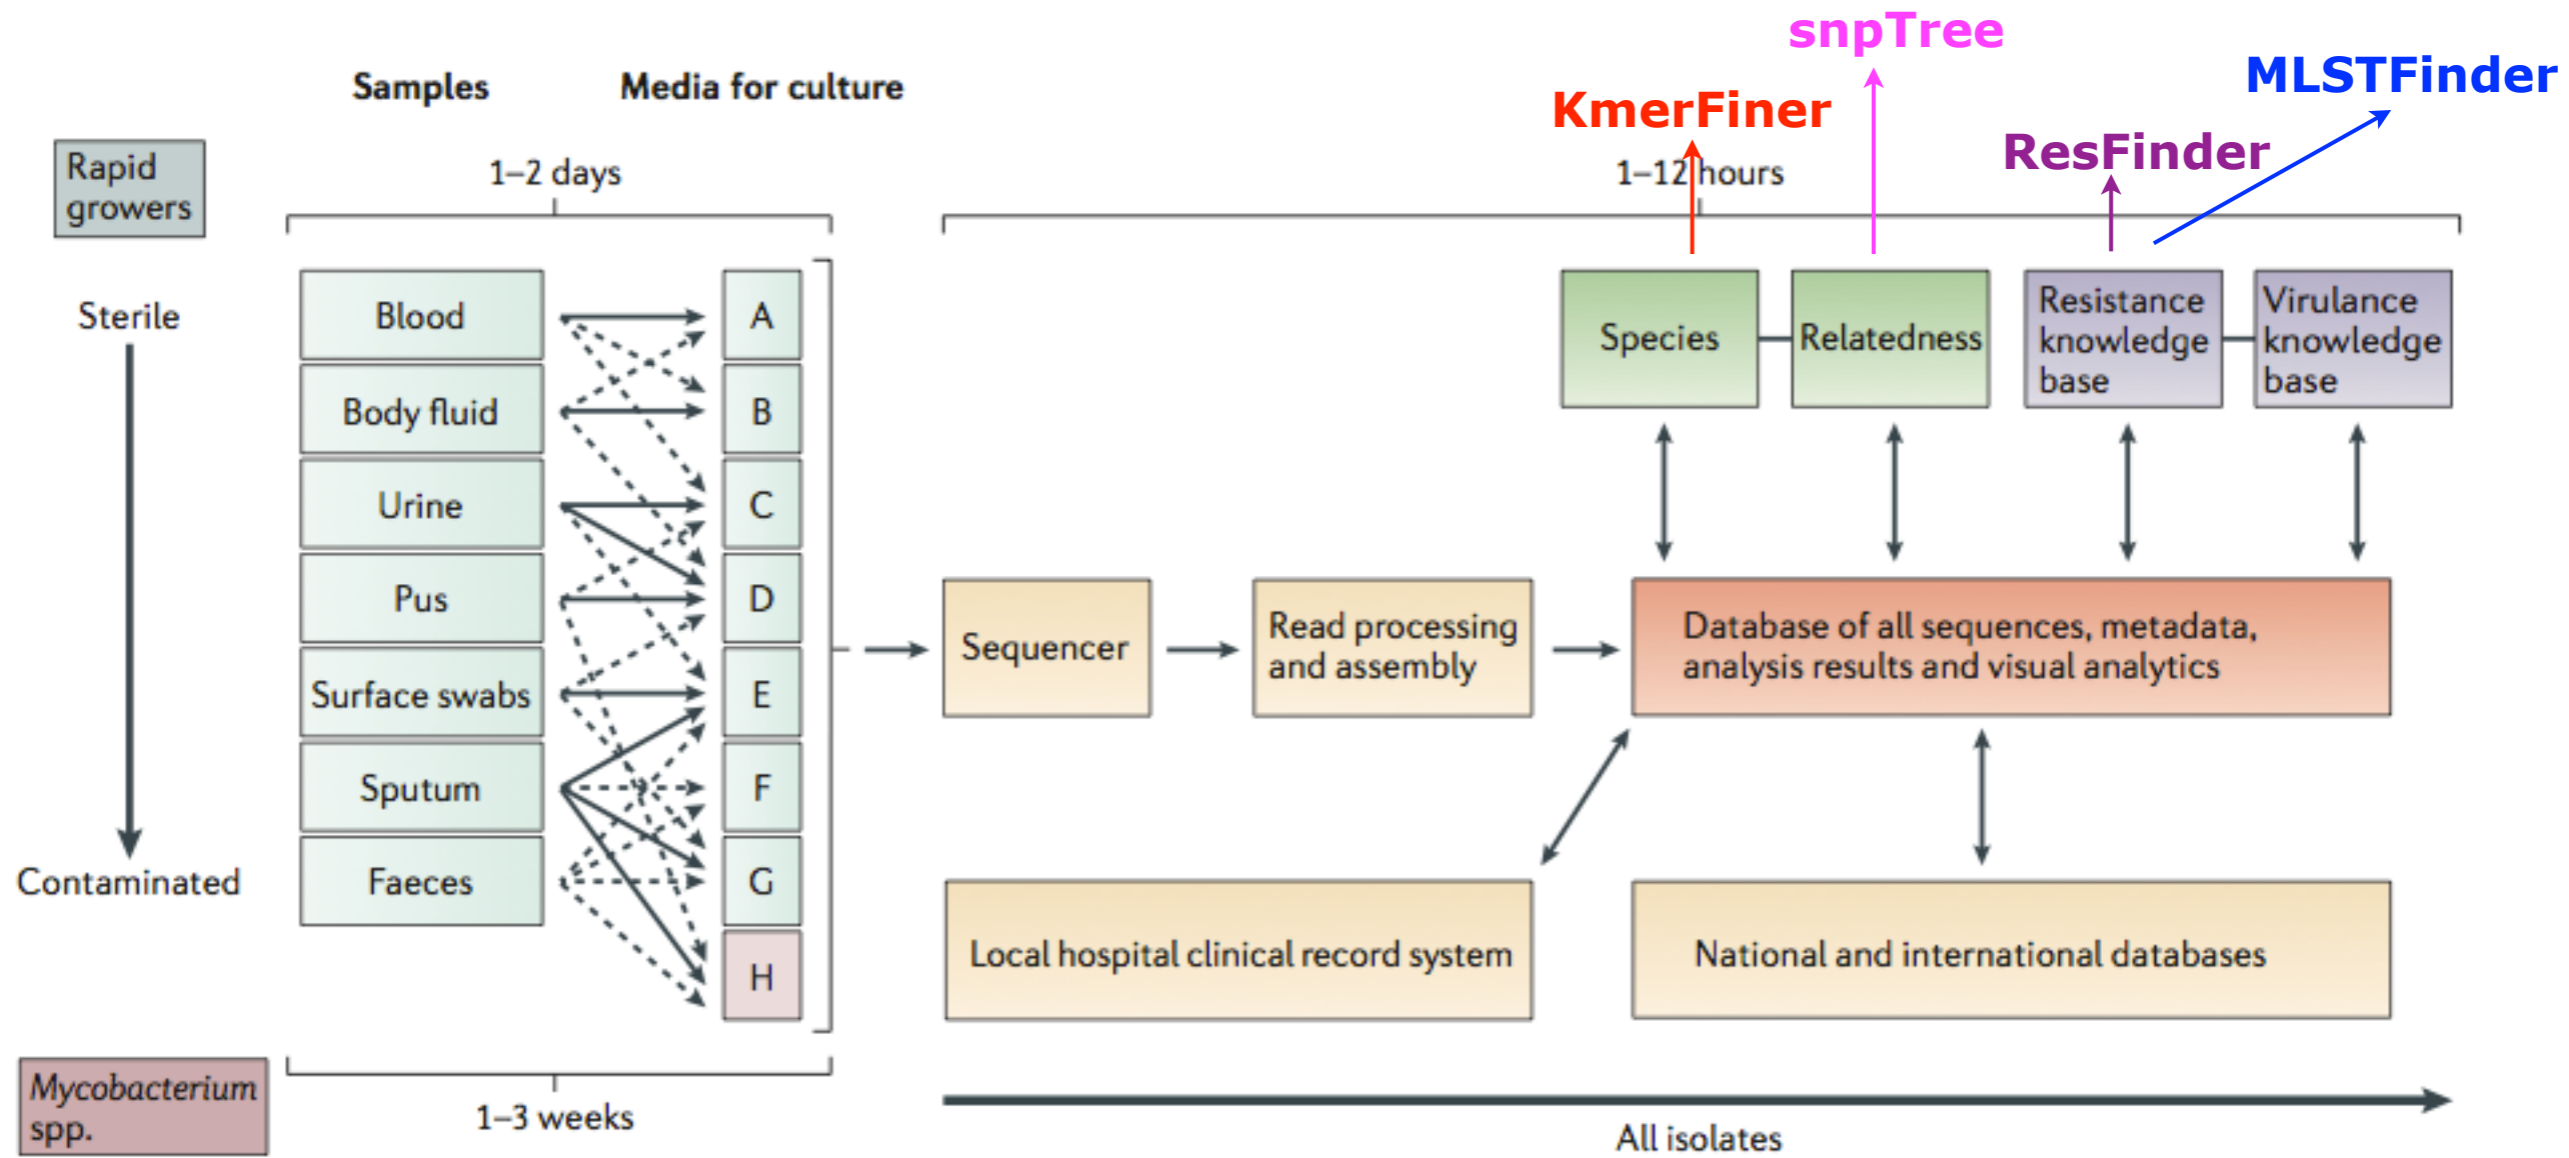 snpTree
MLSTFinder
KmerFiner
ResFinder
Samples
Media for culture
Rapid
growers
1–2 days
1–12 hours
Sterile
Contaminated
Blood
Body fluid
Urine
Pus
Surface swabs
Sputum
Faeces
A
B
C
D
E
F
G
H
Species
Relatedness
Resistance
knowledge
base
Virulance
knowledge
base
Sequencer
Read processing
and assembly
Database of all sequences, metadata,
analysis results and visual analytics
Local hospital clinical record system
National and international databases
Mycobacterium
spp.
1–3 weeks
All isolates